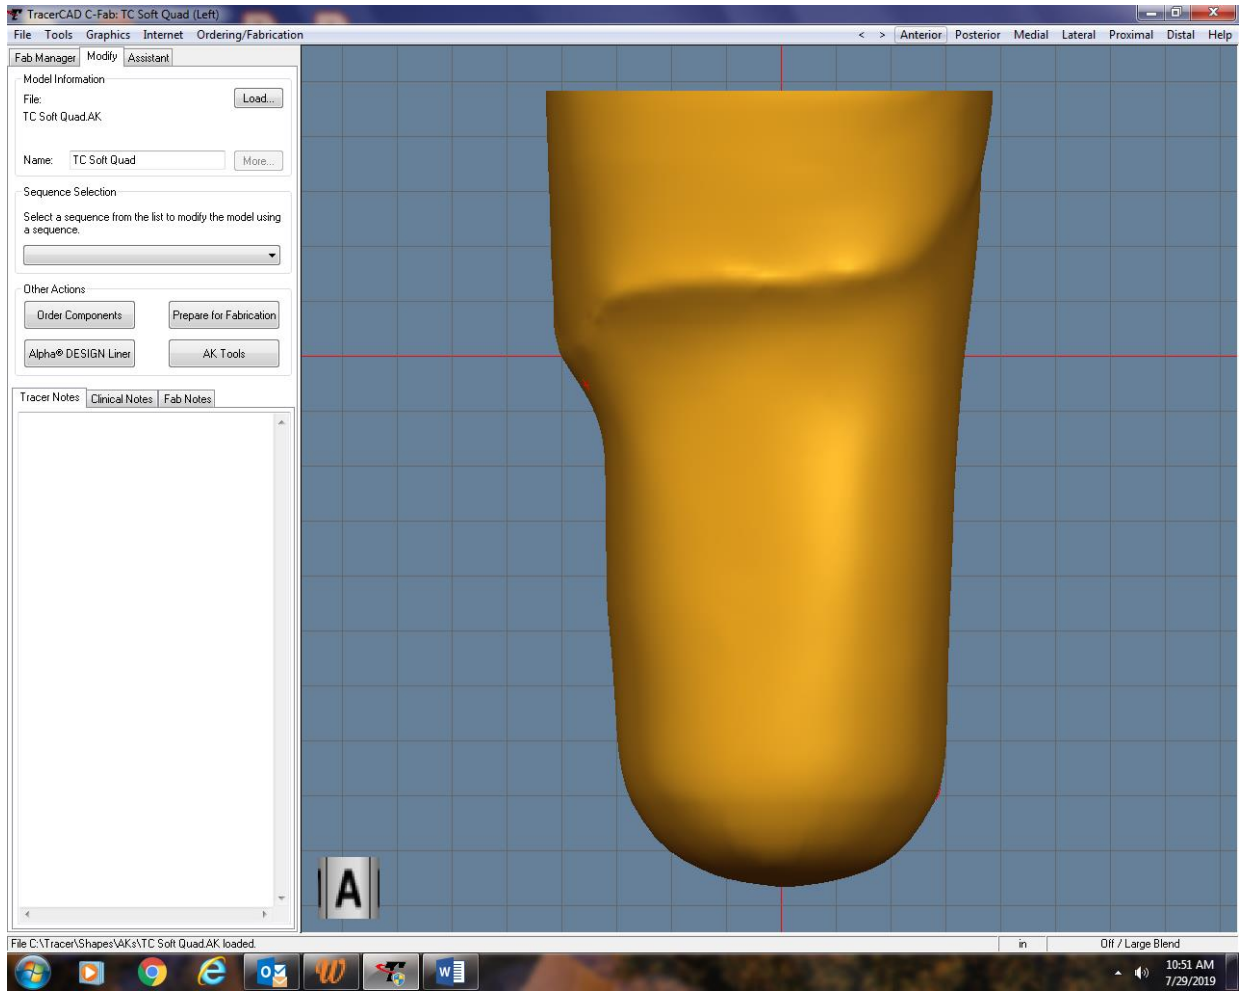 TracerCAD C-Fab: TC Soft Quad (Left)
File Tools Graphics Internet Ordering/Fabrication < > Anterior Posterior Medial Lateral Proximal Distal Help
Fab Manager Modify Assistant
Model Information
File: Load...
TC Soft Quad.AK
Name: TC Soft Quad More...
Sequence Selection
Select a sequence from the list to modify the model using
a sequence.
Other Actions
Order Components Prepare for Fabrication
Alpha® DESIGN Liner AK Tools
Tracer Notes Clinical Notes Fab Notes
A
File C:\Tracer\Shapes\AKs\TC Soft Quad.AK loaded. in Off / Large Blend
10:51 AM
7/29/2019